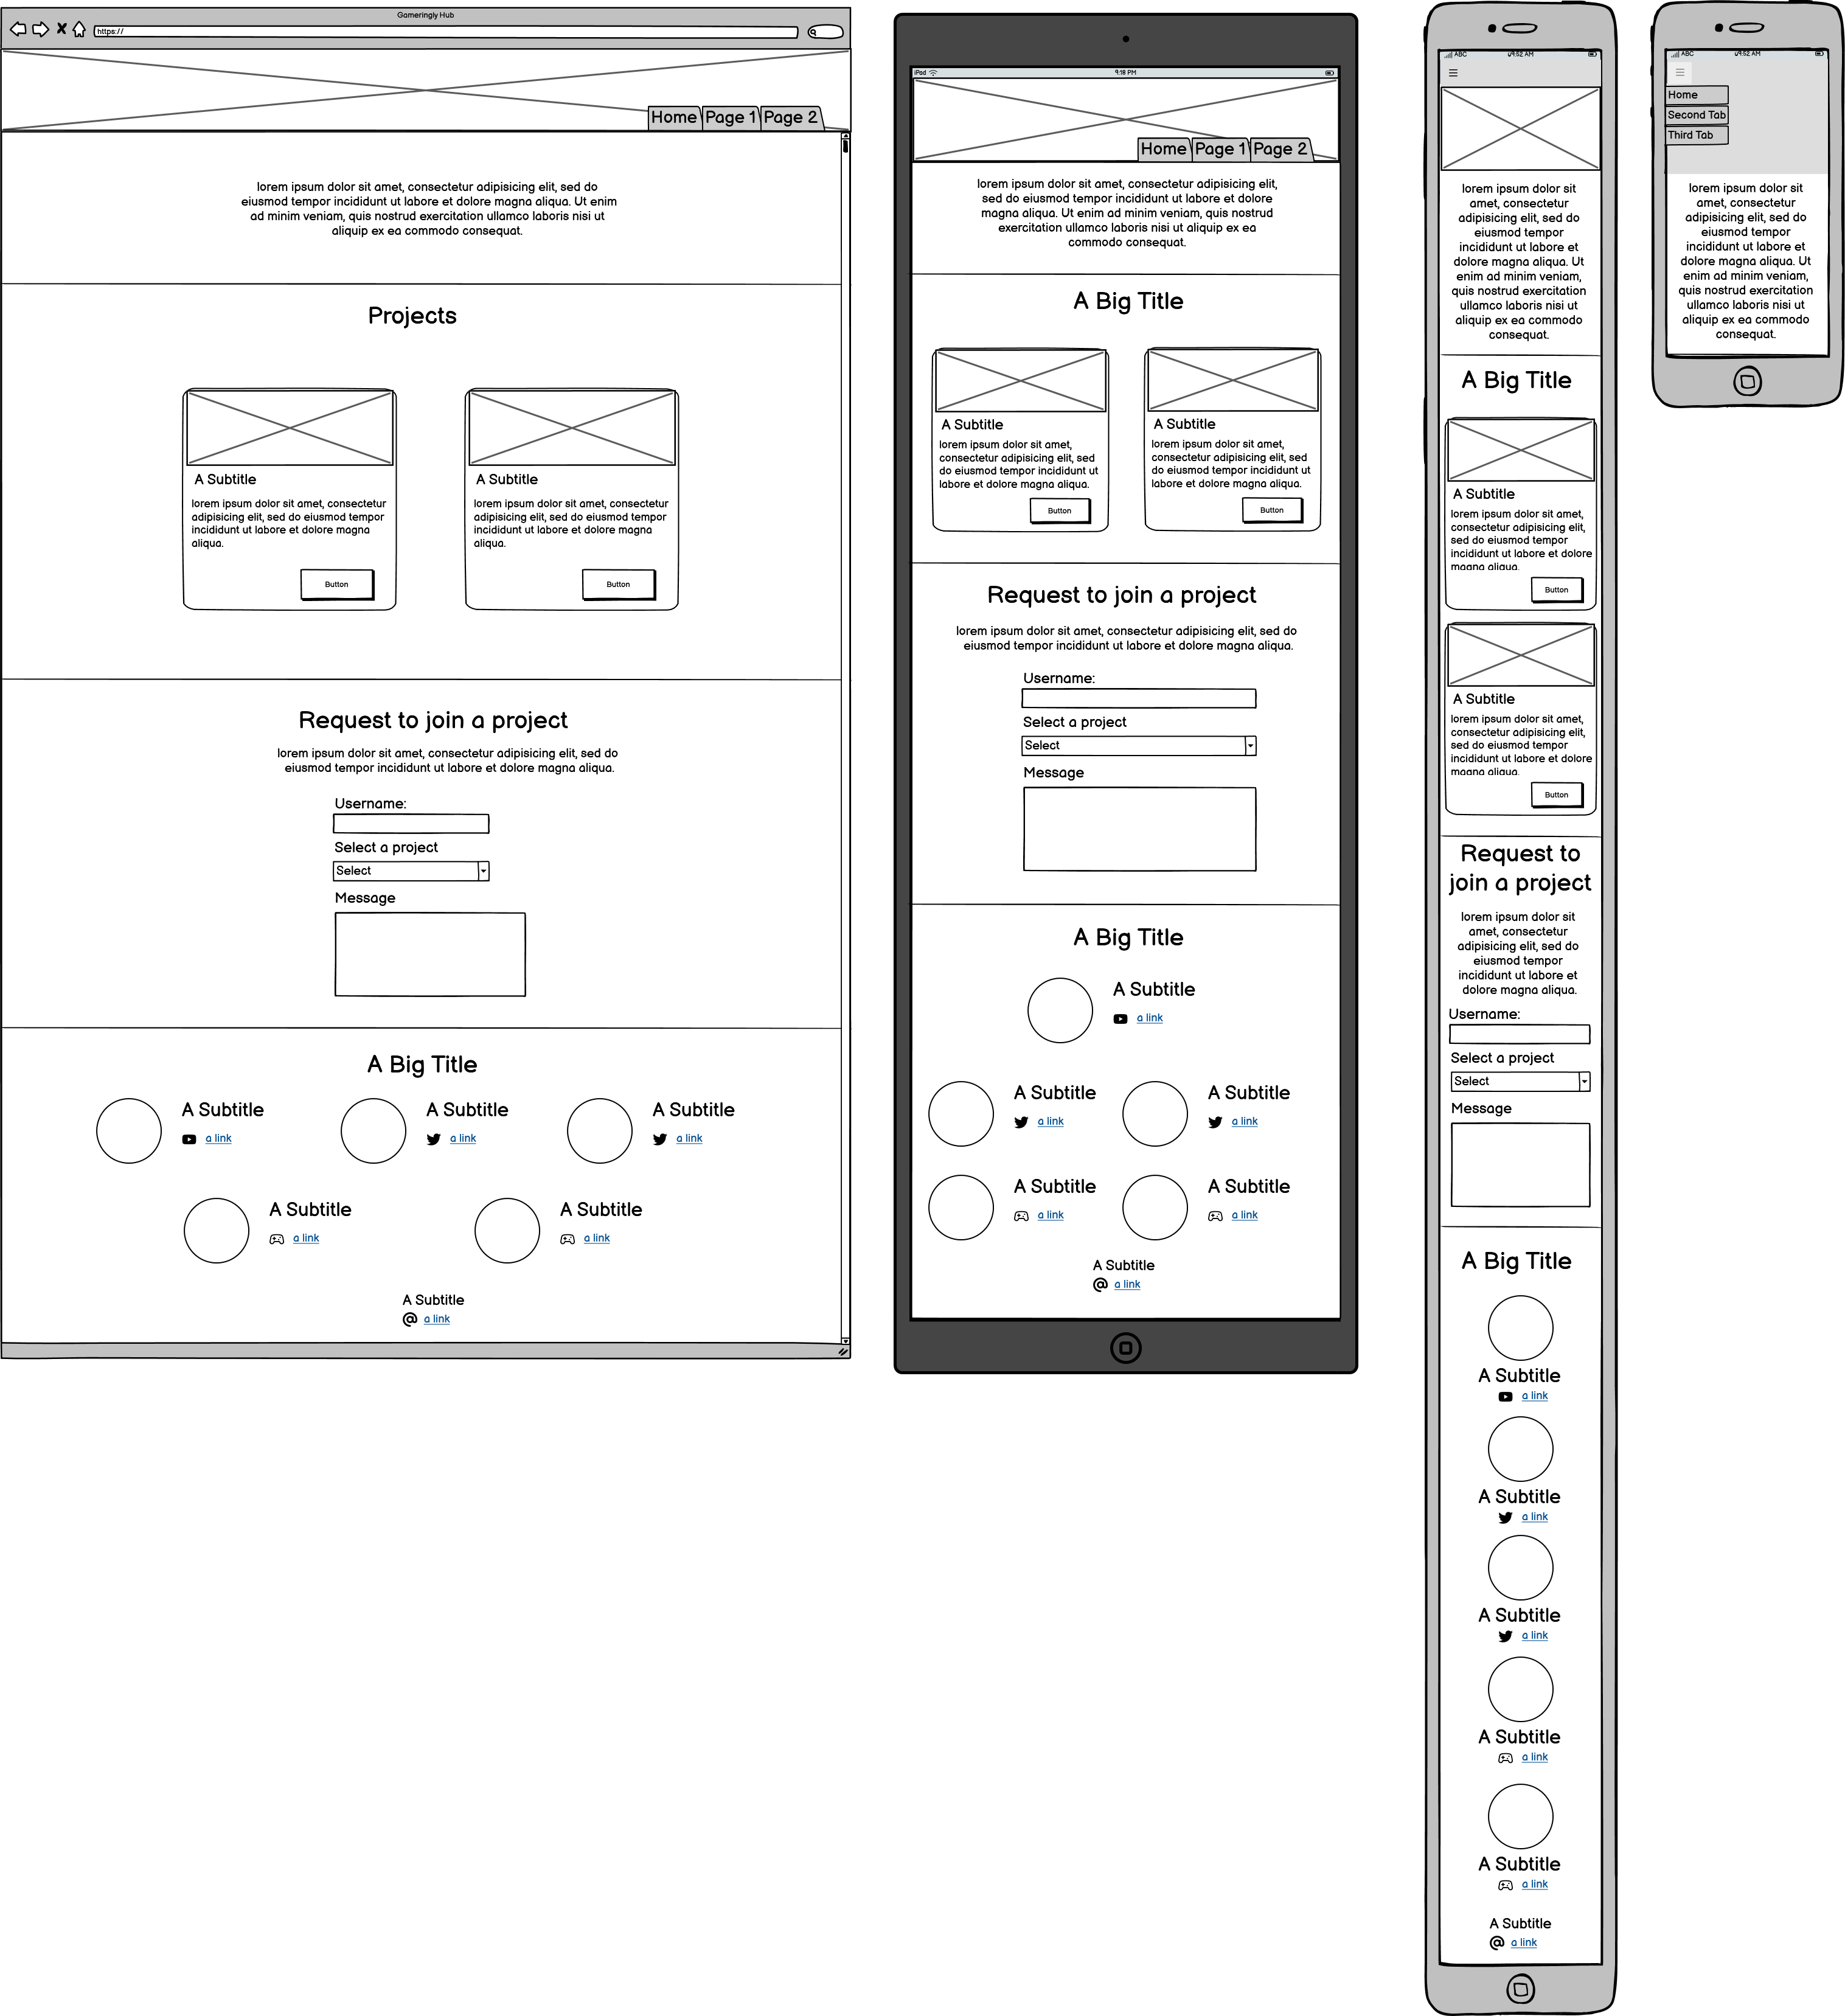 Gameringly Hub
https://
Home Page 1 Page 2
lorem ipsum dolor sit amet, consectetur adipisicing elit, sed do
eiusmod tempor incididunt ut labore et dolore magna aliqua. Ut enim
ad minim veniam, quis nostrud exercitation ullamco laboris nisi ut
aliquip ex ea commodo consequat.
Projects
A Subtitle
lorem ipsum dolor sit amet, consectetur
adipisicing elit, sed do eiusmod tempor
incididunt ut labore et dolore magna
aliqua.
Button
A Subtitle
lorem ipsum dolor sit amet, consectetur
adipisicing elit, sed do eiusmod tempor
incididunt ut labore et dolore magna
aliqua.
Button
Request to join a project
lorem ipsum dolor sit amet, consectetur adipisicing elit, sed do
eiusmod tempor incididunt ut labore et dolore magna aliqua.
Username:
Select a project
Select
Message
A Big Title
A Subtitle
a link
A Subtitle
a link
A Subtitle
a link
A Subtitle
a link
A Subtitle
a link
A Subtitle
@ a link
iPad 9:18 PM
Home Page 1 Page 2
lorem ipsum dolor sit amet, consectetur adipisicing elit,
sed do eiusmod tempor incididunt ut labore et dolore
magna aliqua. Ut enim ad minim veniam, quis nostrud
exercitation ullamco laboris nisi ut aliquip ex ea
commodo consequat.
A Big Title
A Subtitle
lorem ipsum dolor sit amet,
consectetur adipisicing elit, sed
do eiusmod tempor incididunt ut
labore et dolore magna aliqua.
Button
A Subtitle
lorem ipsum dolor sit amet,
consectetur adipisicing elit, sed
do eiusmod tempor incididunt ut
labore et dolore magna aliqua.
Button
Request to join a project
lorem ipsum dolor sit amet, consectetur adipisicing elit, sed do
eiusmod tempor incididunt ut labore et dolore magna aliqua.
Username:
Select a project
Select
Message
A Big Title
A Subtitle
a link
A Subtitle
a link
A Subtitle
a link
A Subtitle
a link
A Subtitle
a link
A Subtitle
@ a link
ABC 09:52 AM
lorem ipsum dolor sit
amet, consectetur
adipisicing elit, sed do
eiusmod tempor
incididunt ut labore et
dolore magna aliqua. Ut
enim ad minim veniam,
quis nostrud exercitation
ullamco laboris nisi ut
aliquip ex ea commodo
consequat.
A Big Title
A Subtitle
lorem ipsum dolor sit amet,
consectetur adipisicing elit,
sed do eiusmod tempor
incididunt ut labore et dolore
magna aliqua.
Button
A Subtitle
lorem ipsum dolor sit amet,
consectetur adipisicing elit,
sed do eiusmod tempor
incididunt ut labore et dolore
magna aliqua.
Button
Request to
join a project
lorem ipsum dolor sit
amet, consectetur
adipisicing elit, sed do
eiusmod tempor
incididunt ut labore et
dolore magna aliqua.
Username:
Select a project
Select
Message
A Big Title
A Subtitle
a link
A Subtitle
a link
A Subtitle
a link
A Subtitle
a link
A Subtitle
a link
A Subtitle
@ a link
ABC 09:52 AM
Home
Second Tab
Third Tab
lorem ipsum dolor sit
amet, consectetur
adipisicing elit, sed do
eiusmod tempor
incididunt ut labore et
dolore magna aliqua. Ut
enim ad minim veniam,
quis nostrud exercitation
ullamco laboris nisi ut
aliquip ex ea commodo
consequat.